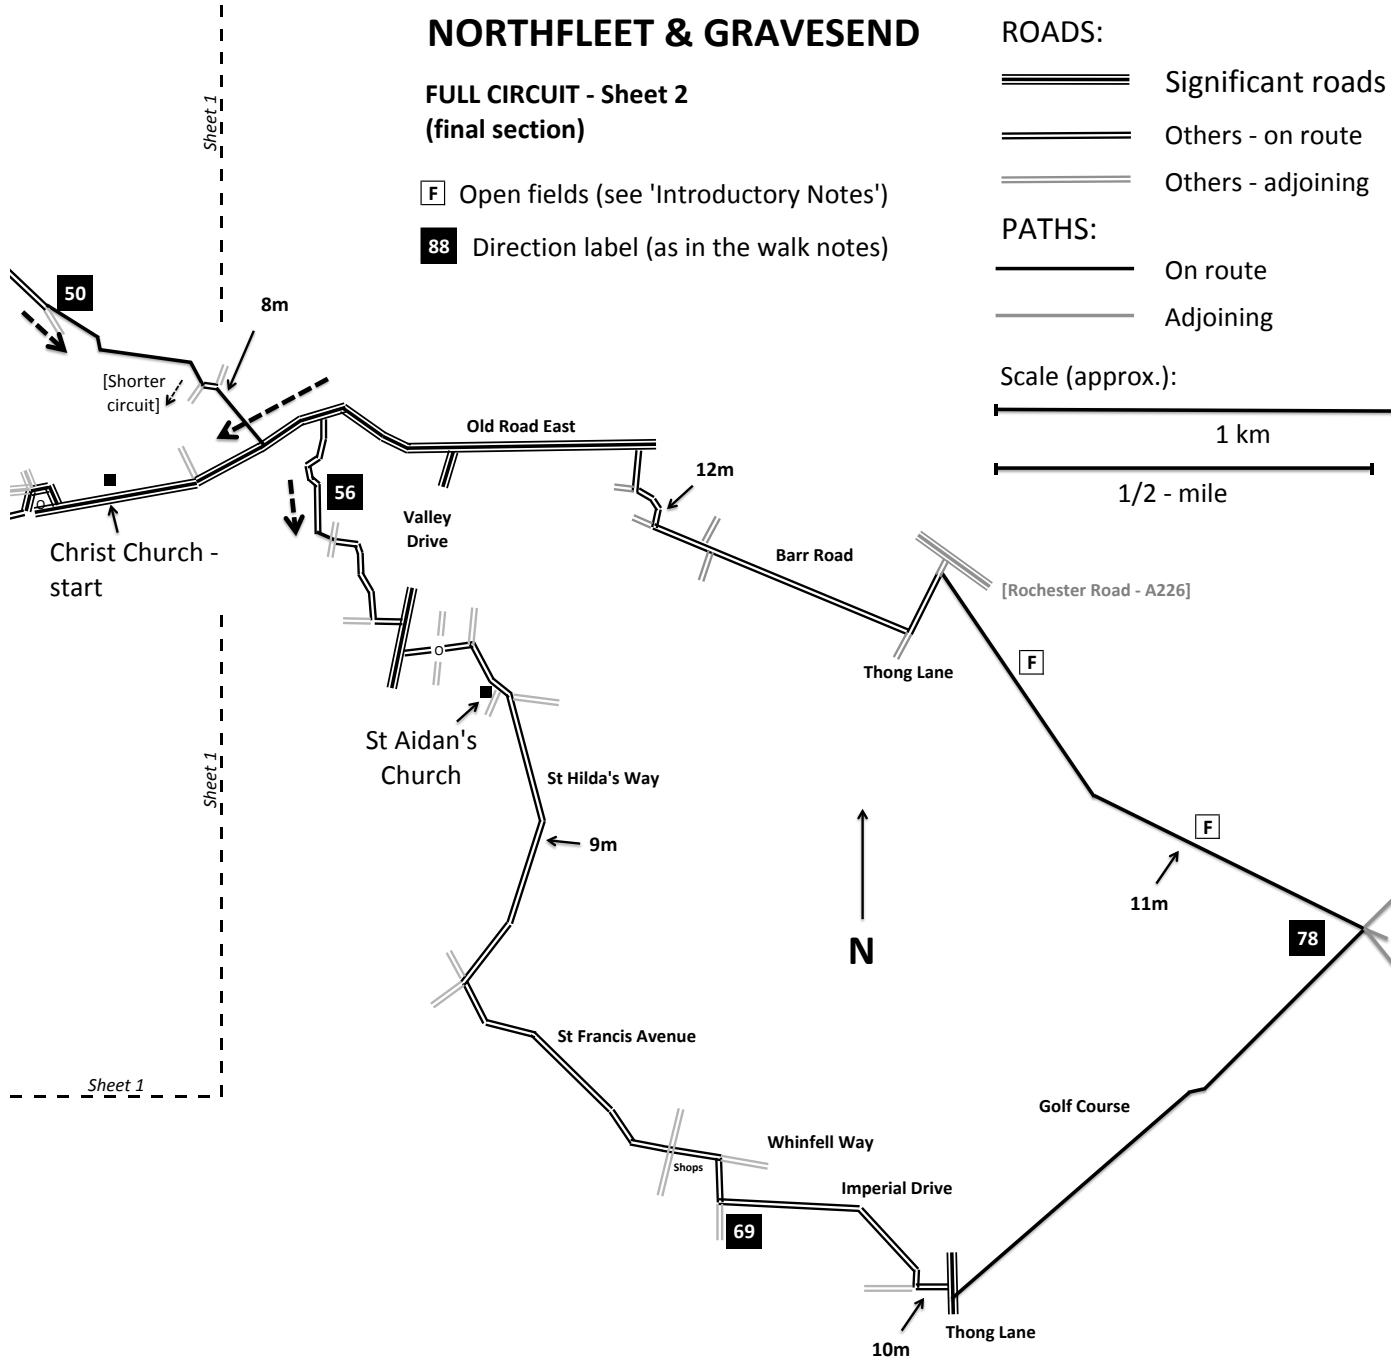 NORTHFLEET & GRAVESEND
FULL CIRCUIT - Sheet 2
(final section)
F Open fields (see 'Introductory Notes')
88 Direction label (as in the walk notes)
ROADS:
Significant roads
Others - on route
Others - adjoining
PATHS:
On route
Adjoining
Scale (approx.):
1 km
1/2 - mile
Sheet 1
50
8m
[Shorter
circuit]
Old Road East
12m
56
Valley
Drive
Christ Church -
start
Barr Road
[Rochester Road - A226]
Thong Lane
F
O
O
St Aidan's
Church
Sheet 1
St Hilda's Way
9m
F
11m
N
78
St Francis Avenue
Sheet 1
Golf Course
Whinfell Way
Shops
Imperial Drive
69
10m
Thong Lane